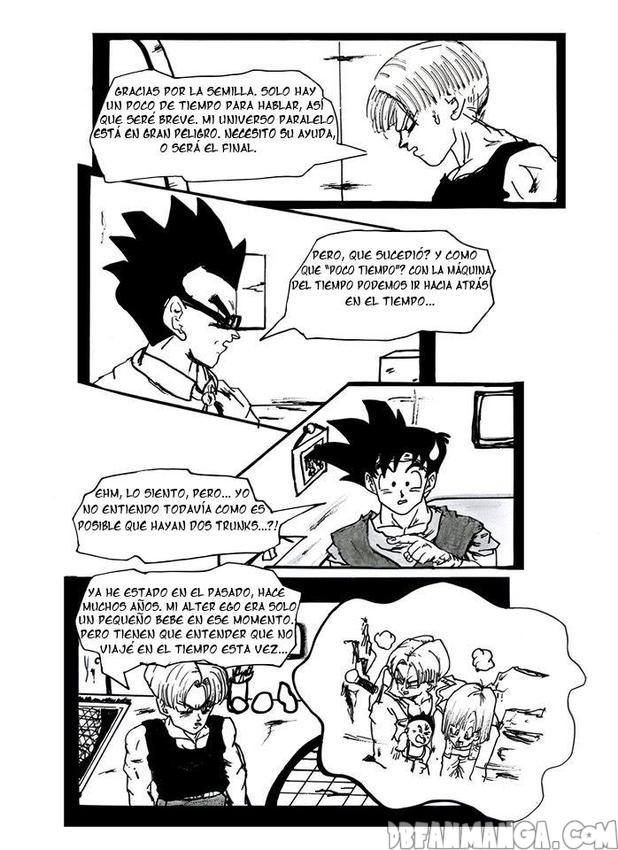 GRACIAS POR LA SEMILLA. SOLO HAY
UN POCO DE TIEMPO PARA HABLAR, ASÍ
QUE SERÉ BREVE. MI UNIVERSO PARALELO
ESTÁ EN GRAN PELIGRO. NECESITO SU AYUDA,
O SERÁ EL FINAL.
PERO, QUE SUCEDIÓ? Y COMO
QUE "POCO TIEMPO"? CON LA MÁQUINA
DEL TIEMPO PODEMOS IR HACIA ATRÁS
EN EL TIEMPO...
EHM, LO SIENTO, PERO... YO
NO ENTIENDO TODAVÍA COMO ES
POSIBLE QUE HAYAN DOS TRUNKS...?!
YA HE ESTADO EN EL PASADO, HACE
MUCHOS AÑOS. MI ALTER EGO ERA SOLO
UN PEQUEÑO BEBE EN ESE MOMENTO.
PERO TIENEN QUE ENTENDER QUE NO
VIAJÉ EN EL TIEMPO ESTA VEZ...
DBFANMANGA.COM